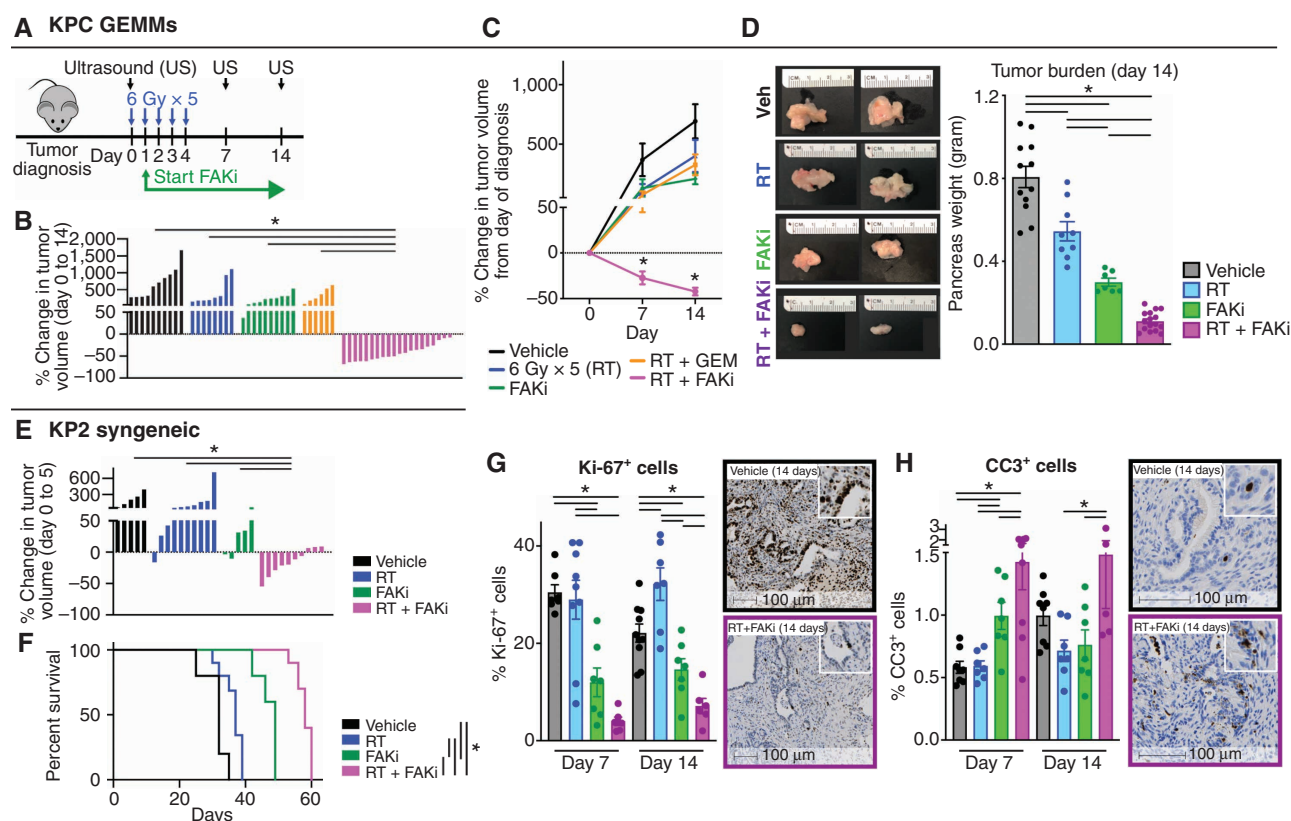 A KPC GEMMs
Ultrasound (US) US US
6 Gy × 5
Tumor diagnosis
Day 0 1 2 3 4 7 14
Start FAKi
B
*
% Change in tumor
volume (day 0 to 14)
2,000
1,500
1,000
500
50
0
−50
−100
C
% Change in tumor volume
from day of diagnosis
1,000
500
50
0
−50
* *
0 7 14
Day
Vehicle
6 Gy × 5 (RT)
FAKi
RT + GEM
RT + FAKi
D
Veh
RT
FAKi
RT + FAKi
Tumor burden (day 14)
*
Pancreas weight (gram)
1.2
0.8
0.4
0.0
Vehicle
RT
FAKi
RT + FAKi
E KP2 syngeneic
*
% Change in tumor
volume (day 0 to 5)
600
300
50
0
−50
−100
Vehicle
RT
FAKi
RT + FAKi
F
Percent survival
100
50
0
0 20 40 60
Days
Vehicle
RT
FAKi
RT + FAKi
*
G
Ki-67⁺ cells
* *
% Ki-67⁺ cells
40
20
0
Day 7 Day 14
Vehicle (14 days)
100 μm
RT+FAKi (14 days)
100 μm
H
CC3⁺ cells
* *
% CC3⁺ cells
3
2
1.5
1.0
0.5
0.0
Day 7 Day 14
Vehicle (14 days)
100 μm
RT+FAKi (14 days)
100 μm